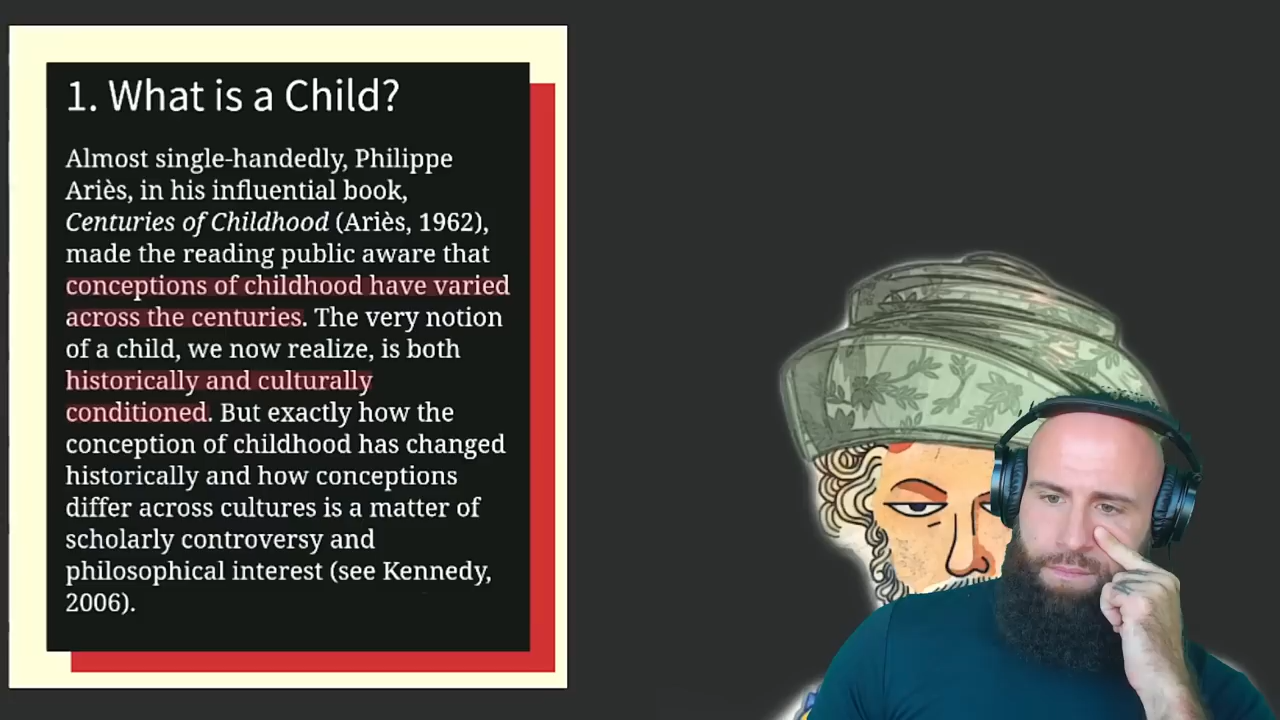 1. What is a Child?
Almost single-handedly, Philippe
Ariès, in his influential book,
Centuries of Childhood (Ariès, 1962),
made the reading public aware that
conceptions of childhood have varied
across the centuries. The very notion
of a child, we now realize, is both
historically and culturally
conditioned. But exactly how the
conception of childhood has changed
historically and how conceptions
differ across cultures is a matter of
scholarly controversy and
philosophical interest (see Kennedy,
2006).